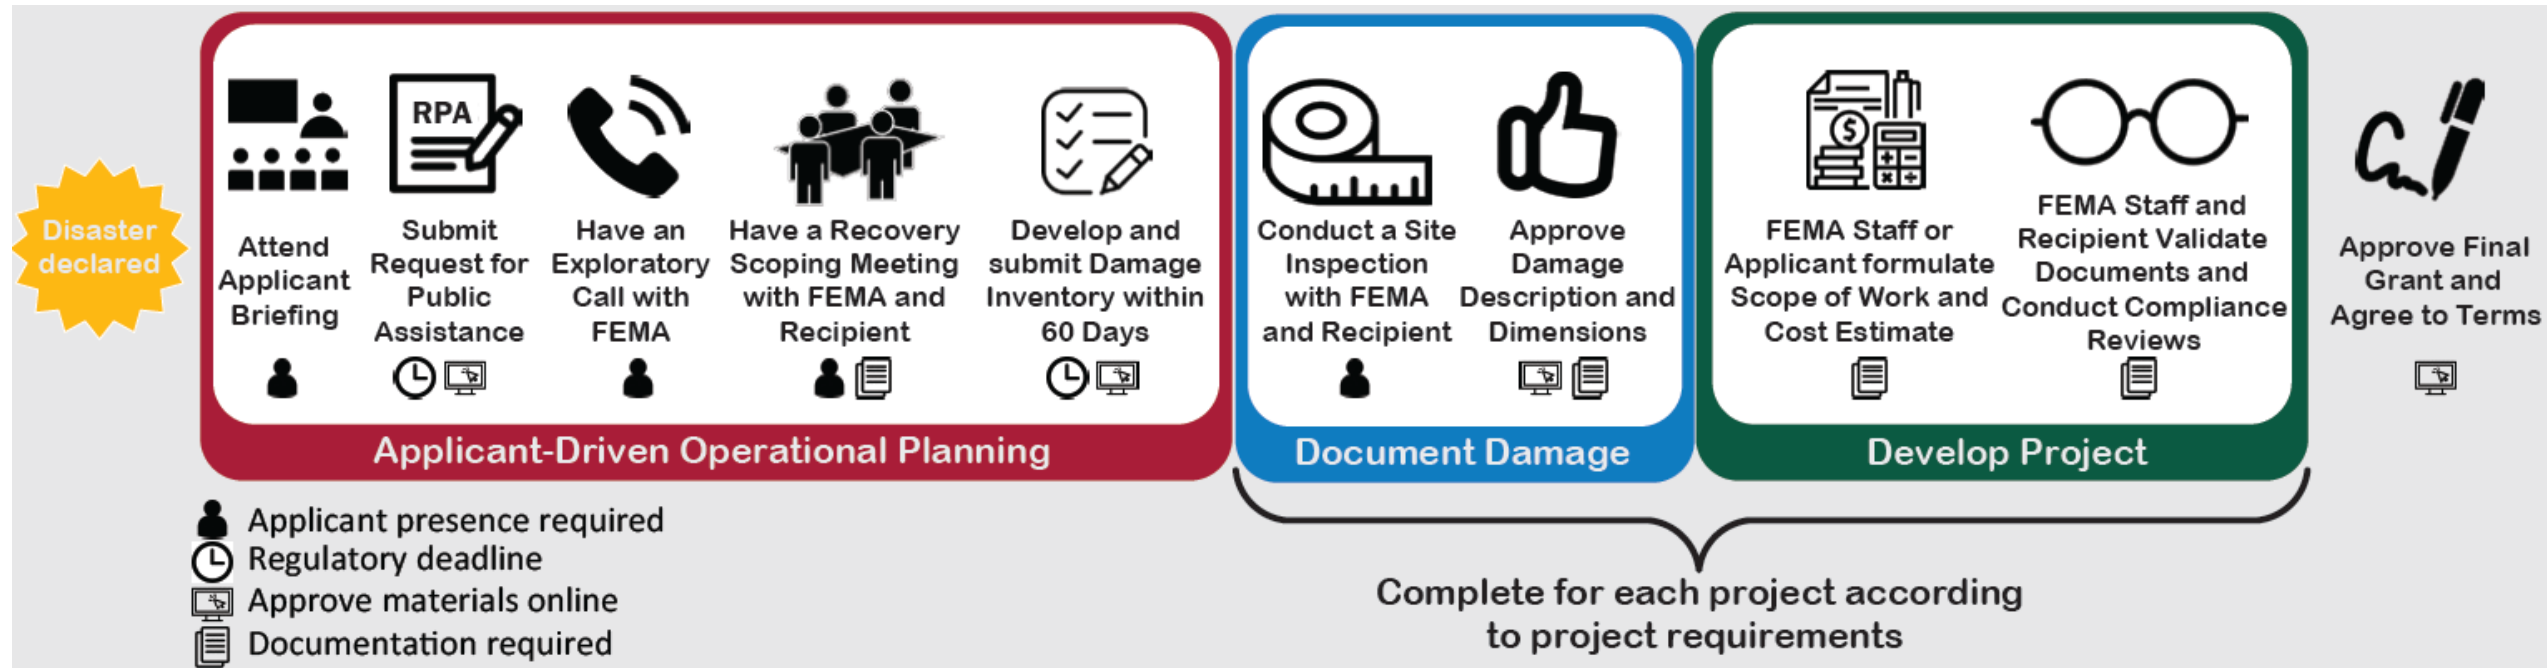 Disaster
declared
Attend
Applicant
Briefing
RPA
Submit
Request for
Public
Assistance
Have an
Exploratory
Call with
FEMA
Have a Recovery
Scoping Meeting
with FEMA and
Recipient
Develop and
submit Damage
Inventory within
60 Days
Applicant-Driven Operational Planning
Conduct a Site
Inspection
with FEMA
and Recipient
Approve
Damage
Description and
Dimensions
Document Damage
$
FEMA Staff or
Applicant formulate
Scope of Work and
Cost Estimate
FEMA Staff and
Recipient Validate
Documents and
Conduct Compliance
Reviews
Develop Project
Approve Final
Grant and
Agree to Terms
Applicant presence required
Regulatory deadline
Approve materials online
Documentation required
Complete for each project according
to project requirements